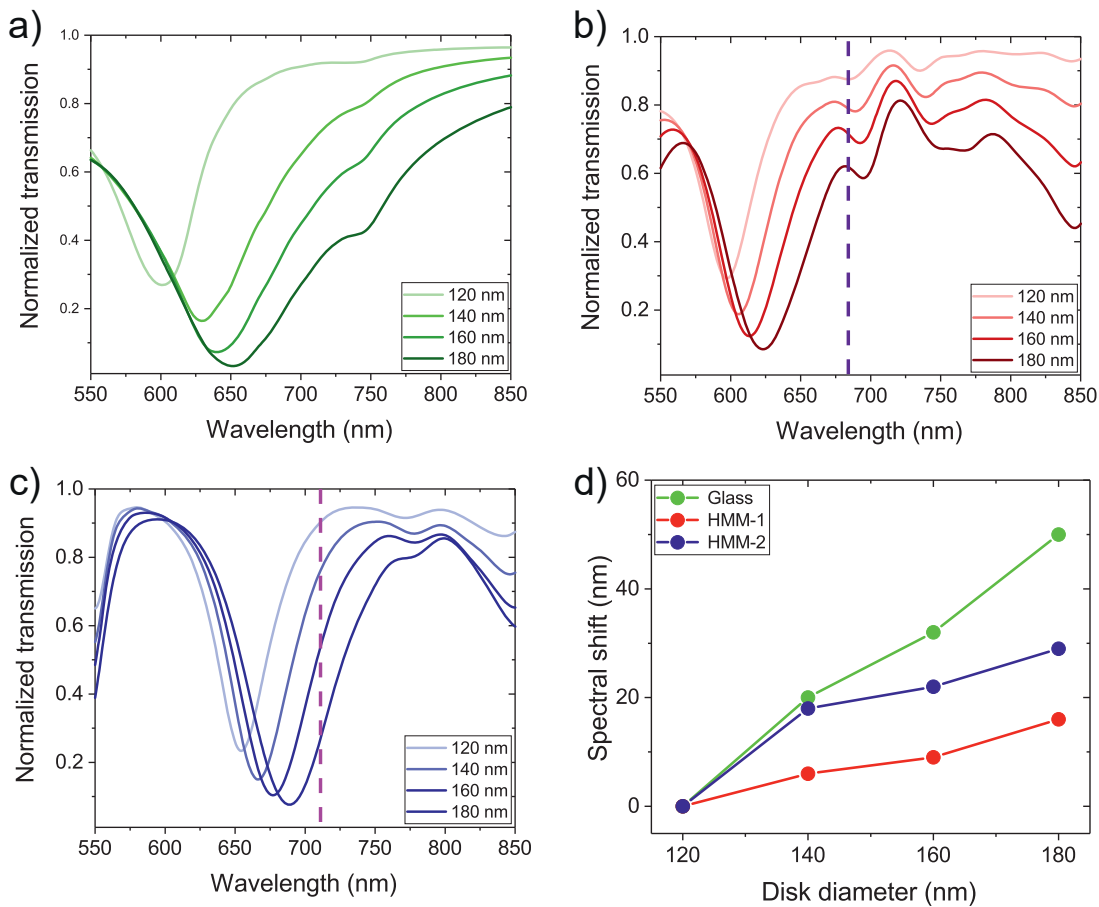 a)
1.0
0.8
0.6
0.4
0.2
Normalized transmission
550 600 650 700 750 800 850
Wavelength (nm)
120 nm
140 nm
160 nm
180 nm
b)
1.0
0.8
0.6
0.4
0.2
Normalized transmission
550 600 650 700 750 800 850
Wavelength (nm)
120 nm
140 nm
160 nm
180 nm
c)
1.0
0.8
0.6
0.4
0.2
Normalized transmission
550 600 650 700 750 800 850
Wavelength (nm)
120 nm
140 nm
160 nm
180 nm
d)
60
40
20
0
Spectral shift (nm)
120 140 160 180
Disk diameter (nm)
Glass
HMM-1
HMM-2